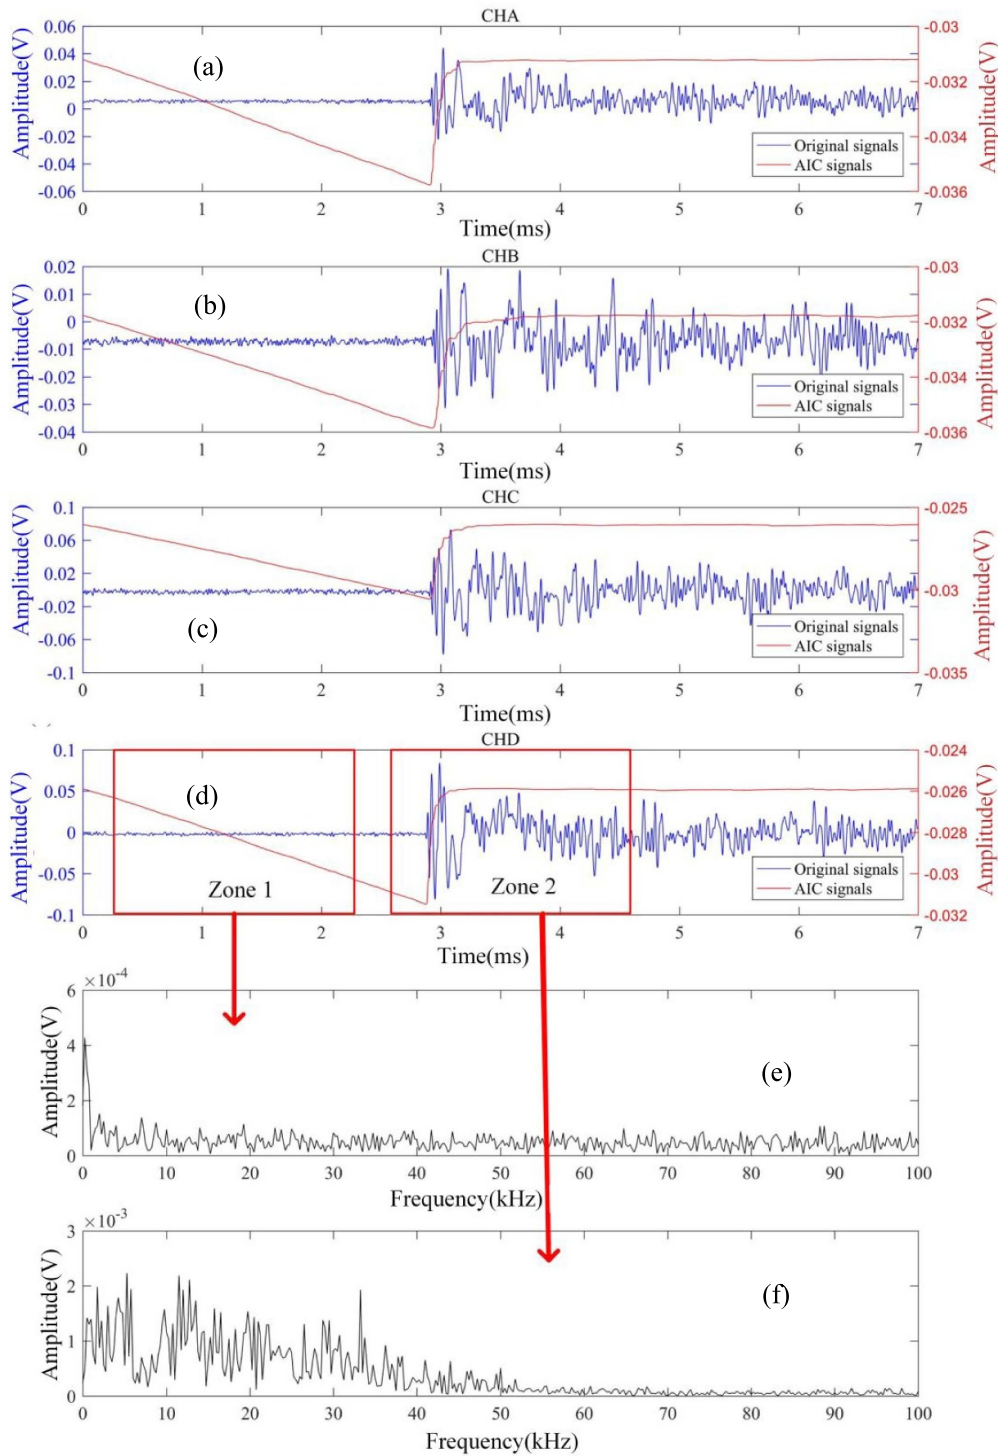 CHA
0.06
0.04
0.02
0
-0.02
-0.04
-0.06
Amplitude(V)
(a)
-0.03
-0.032
-0.034
-0.036
Amplitude(V)
Original signals
AIC signals
0 1 2 3 4 5 6 7
Time(ms)
CHB
0.02
0.01
0
-0.01
-0.02
-0.03
-0.04
Amplitude(V)
(b)
-0.03
-0.032
-0.034
-0.036
Amplitude(V)
Original signals
AIC signals
0 1 2 3 4 5 6 7
Time(ms)
CHC
0.1
0.06
0.02
-0.02
-0.06
-0.1
Amplitude(V)
(c)
-0.025
-0.03
-0.035
Amplitude(V)
Original signals
AIC signals
0 1 2 3 4 5 6 7
Time(ms)
CHD
0.1
0.05
0
-0.05
-0.1
Amplitude(V)
(d)
Zone 1
Zone 2
-0.024
-0.026
-0.028
-0.03
-0.032
Amplitude(V)
Original signals
AIC signals
0 1 2 3 4 5 6 7
Time(ms)
×10-4
6
4
2
0
Amplitude(V)
(e)
0 10 20 30 40 50 60 70 80 90 100
Frequency(kHz)
×10-3
3
2
1
0
Amplitude(V)
(f)
0 10 20 30 40 50 60 70 80 90 100
Frequency(kHz)